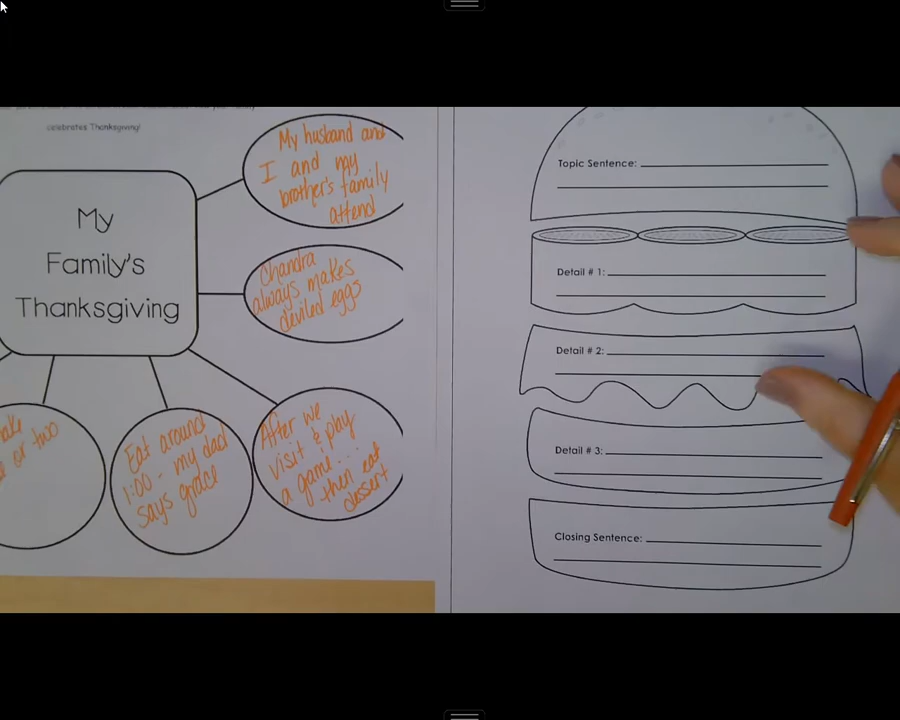 celebrates Thanksgiving!
My
Family's
Thanksgiving
My husband and
I and my
brother's family
attend
Chandra
always makes
deviled eggs
After we
visit & play
a game...
then eat
dessert
Eat around
1:00 - my dad
says grace
or two
Topic Sentence:
Detail # 1:
Detail # 2:
Detail # 3:
Closing Sentence: